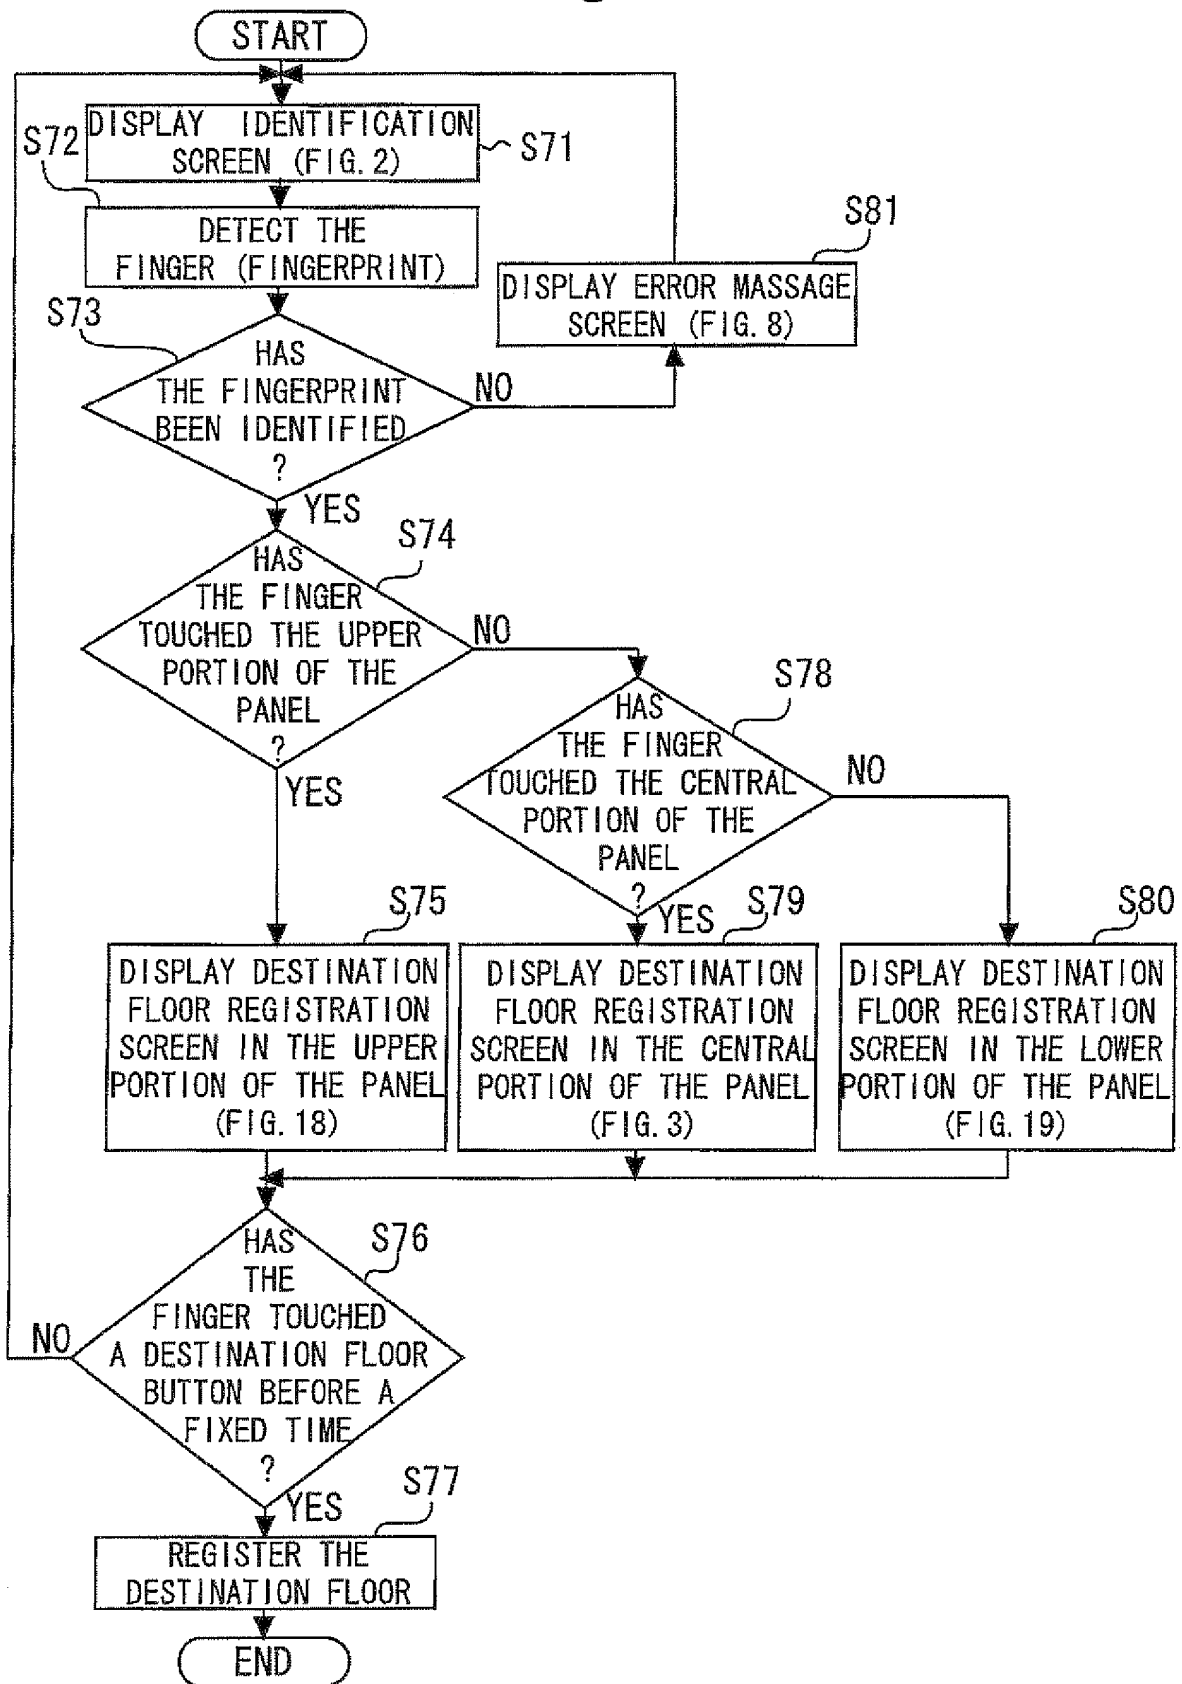 START
DISPLAY IDENTIFICATION
SCREEN (FIG. 2)
S71
S72
DETECT THE
FINGER (FINGERPRINT)
S81
DISPLAY ERROR MASSAGE
SCREEN (FIG. 8)
S73
HAS
THE FINGERPRINT
BEEN IDENTIFIED
?
NO
YES
S74
HAS
THE FINGER
TOUCHED THE UPPER
PORTION OF THE
PANEL
?
NO
YES
S78
HAS
THE FINGER
TOUCHED THE CENTRAL
PORTION OF THE
PANEL
?
NO
YES
S75
DISPLAY DESTINATION
FLOOR REGISTRATION
SCREEN IN THE UPPER
PORTION OF THE PANEL
(FIG. 18)
S79
DISPLAY DESTINATION
FLOOR REGISTRATION
SCREEN IN THE CENTRAL
PORTION OF THE PANEL
(FIG. 3)
S80
DISPLAY DESTINATION
FLOOR REGISTRATION
SCREEN IN THE LOWER
PORTION OF THE PANEL
(FIG. 19)
S76
HAS
THE
FINGER TOUCHED
A DESTINATION FLOOR
BUTTON BEFORE A
FIXED TIME
?
NO
YES
S77
REGISTER THE
DESTINATION FLOOR
END